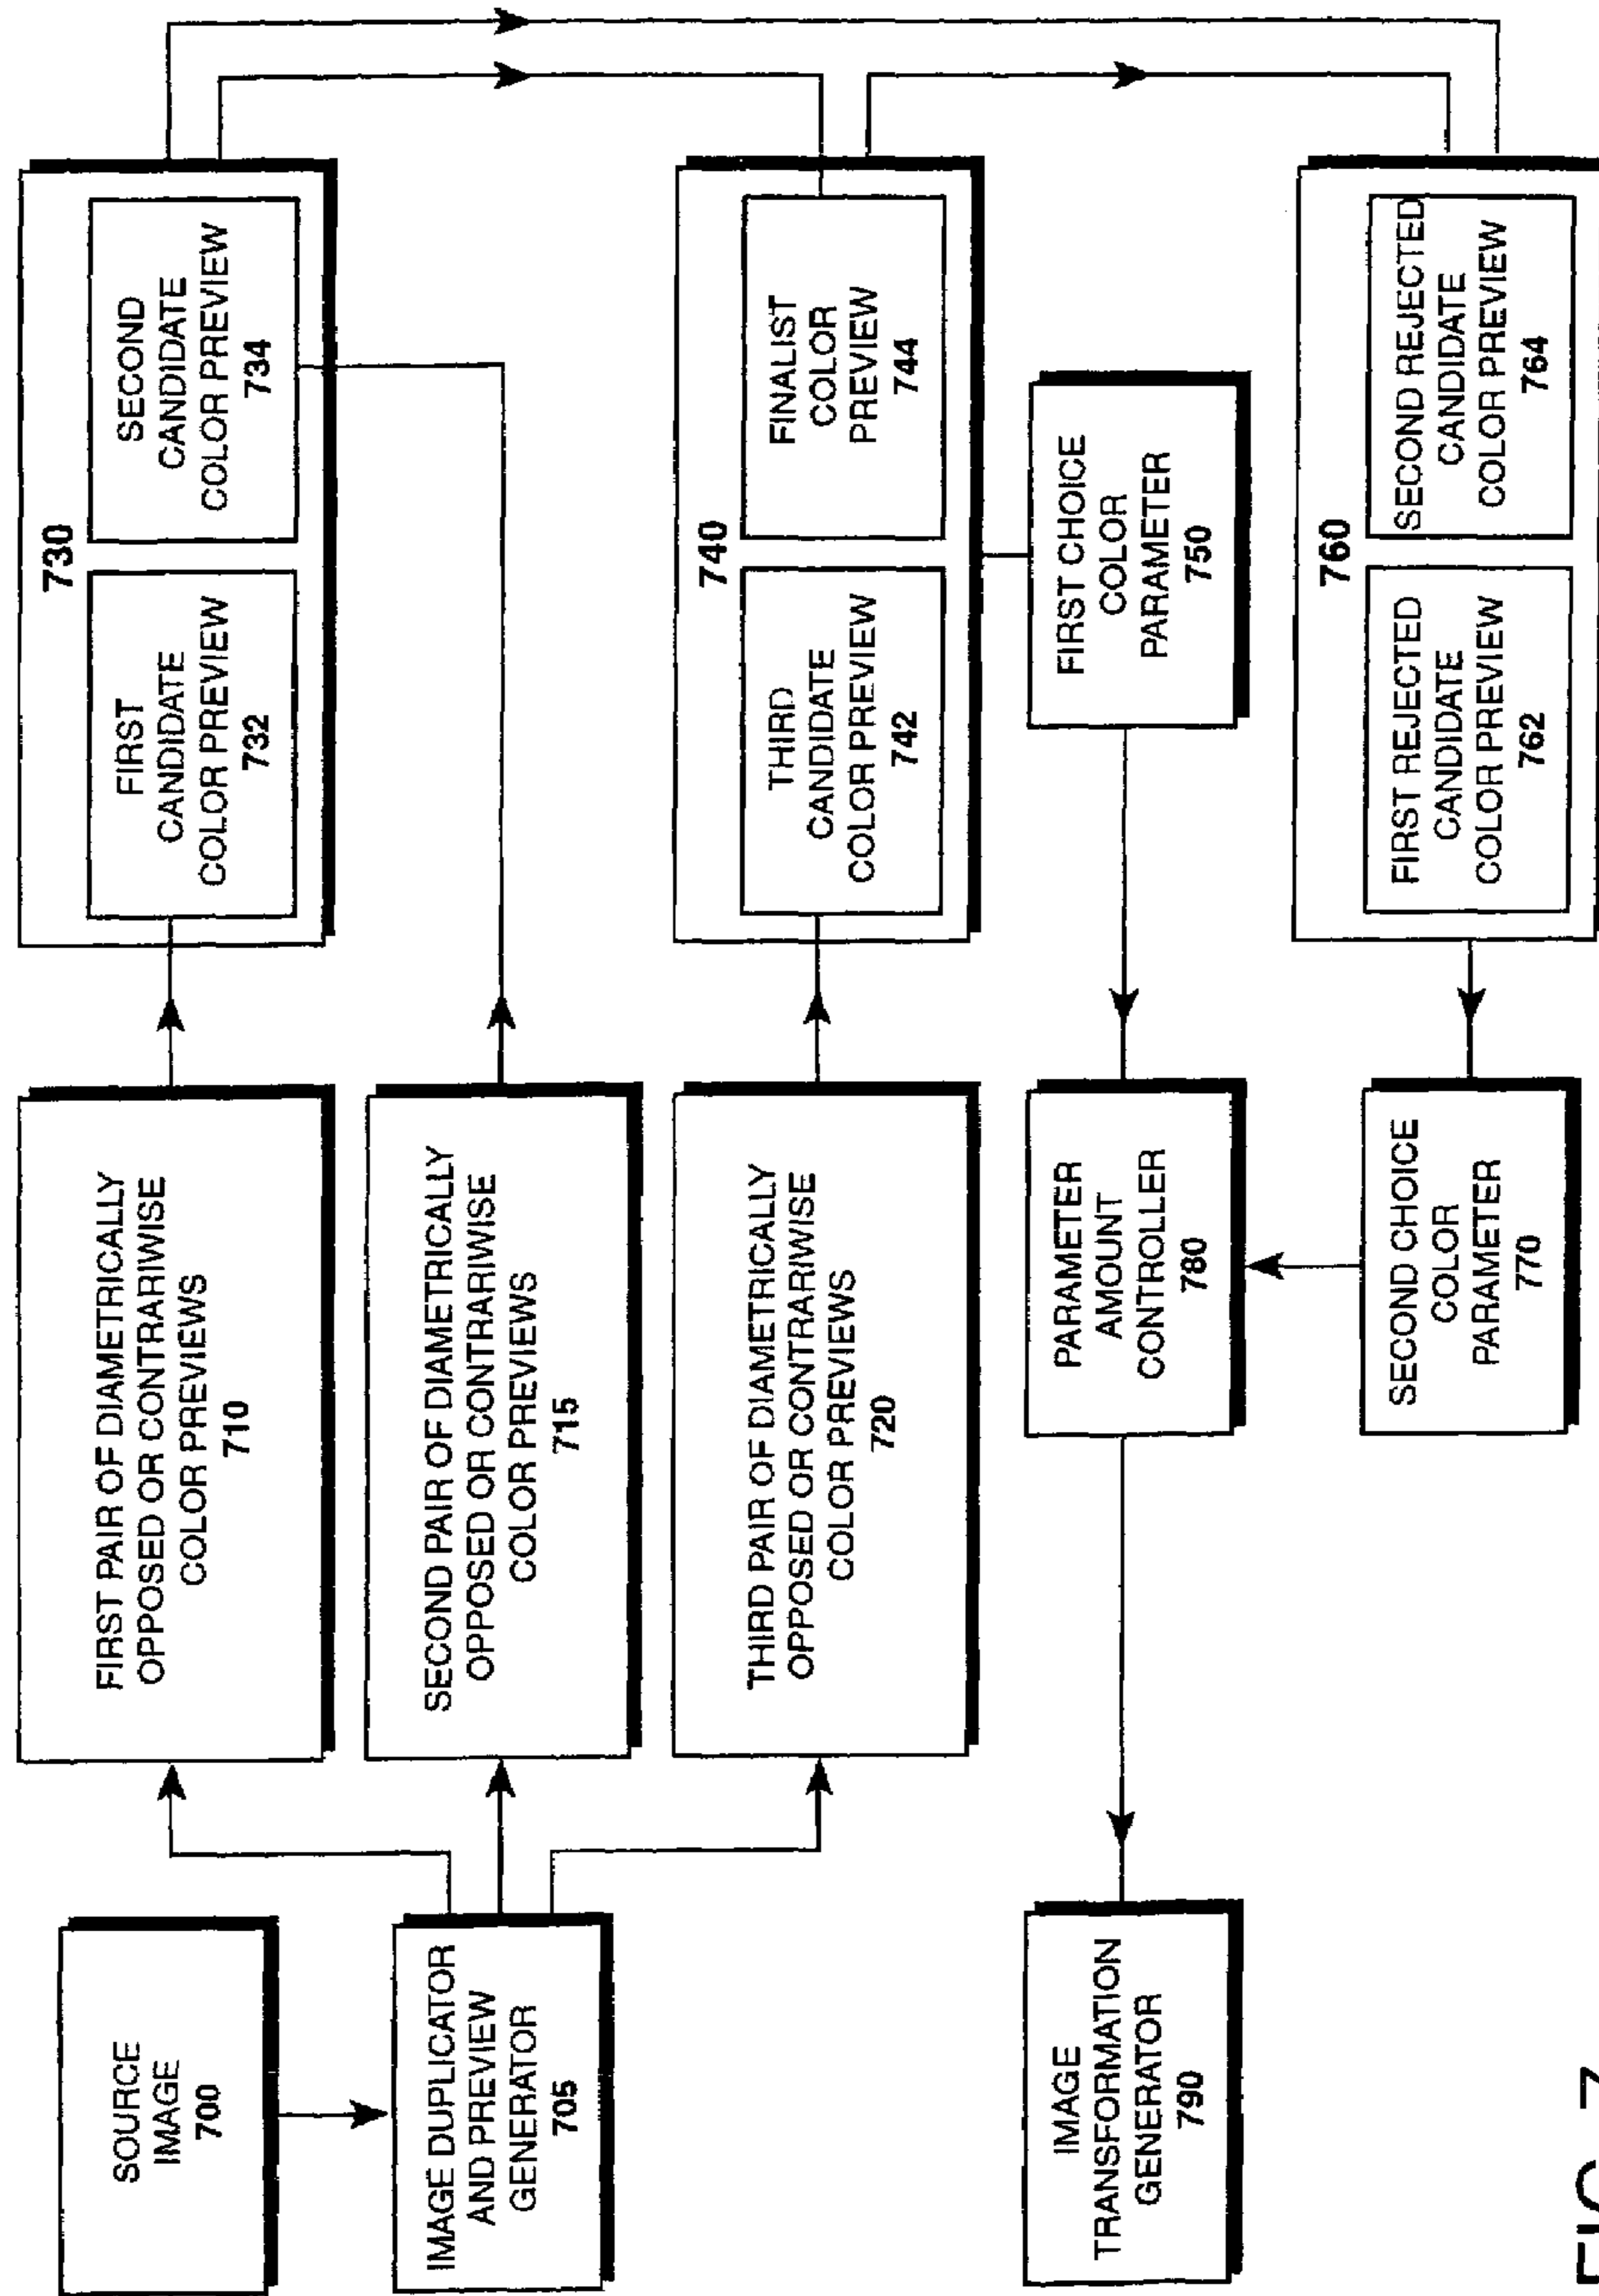 SOURCE
IMAGE
700
IMAGE DUPLICATOR
AND PREVIEW
GENERATOR
705
FIRST PAIR OF DIAMETRICALLY
OPPOSED OR CONTRARIWISE
COLOR PREVIEWS
710
SECOND PAIR OF DIAMETRICALLY
OPPOSED OR CONTRARIWISE
COLOR PREVIEWS
715
THIRD PAIR OF DIAMETRICALLY
OPPOSED OR CONTRARIWISE
COLOR PREVIEWS
720
730
FIRST
CANDIDATE
COLOR PREVIEW
732
SECOND
CANDIDATE
COLOR PREVIEW
734
740
THIRD
CANDIDATE
COLOR PREVIEW
742
FINALIST
COLOR
PREVIEW
744
FIRST CHOICE
COLOR
PARAMETER
750
760
FIRST REJECTED
CANDIDATE
COLOR PREVIEW
762
SECOND REJECTED
CANDIDATE
COLOR PREVIEW
764
SECOND CHOICE
COLOR
PARAMETER
770
PARAMETER
AMOUNT
CONTROLLER
780
IMAGE
TRANSFORMATION
GENERATOR
790
FIG. 7